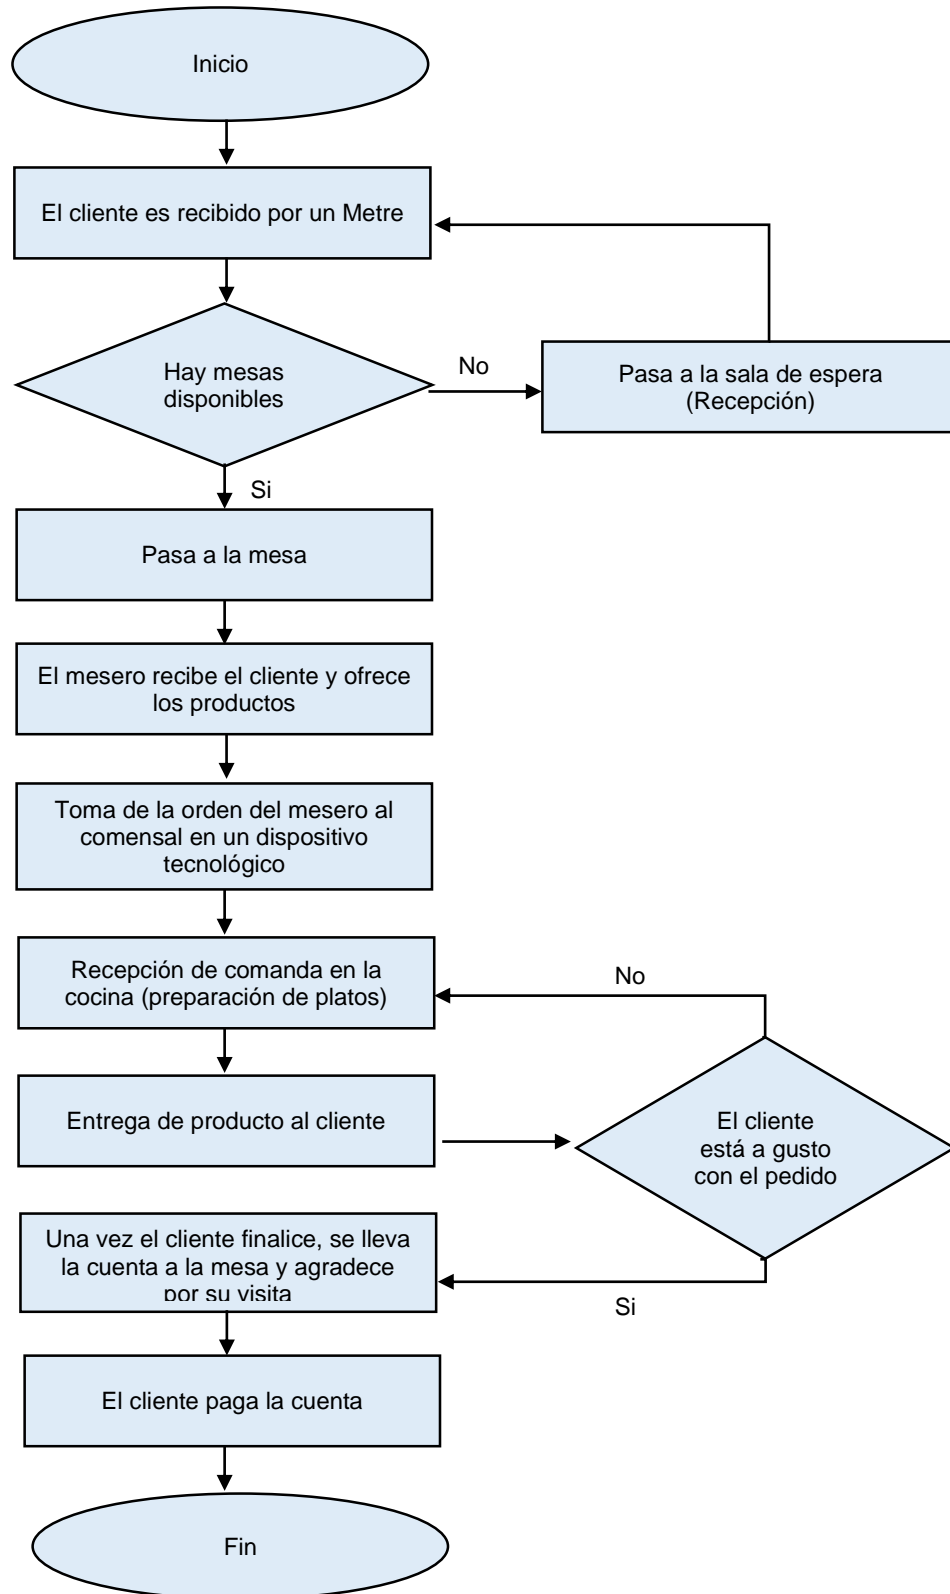 Inicio
El cliente es recibido por un Metre
Hay mesas
disponibles
No
Pasa a la sala de espera
(Recepción)
Si
Pasa a la mesa
El mesero recibe el cliente y ofrece
los productos
Toma de la orden del mesero al
comensal en un dispositivo
tecnológico
Recepción de comanda en la
cocina (preparación de platos)
No
Entrega de producto al cliente
El cliente
está a gusto
con el pedido
Una vez el cliente finalice, se lleva
la cuenta a la mesa y agradece
por su visita
Si
El cliente paga la cuenta
Fin